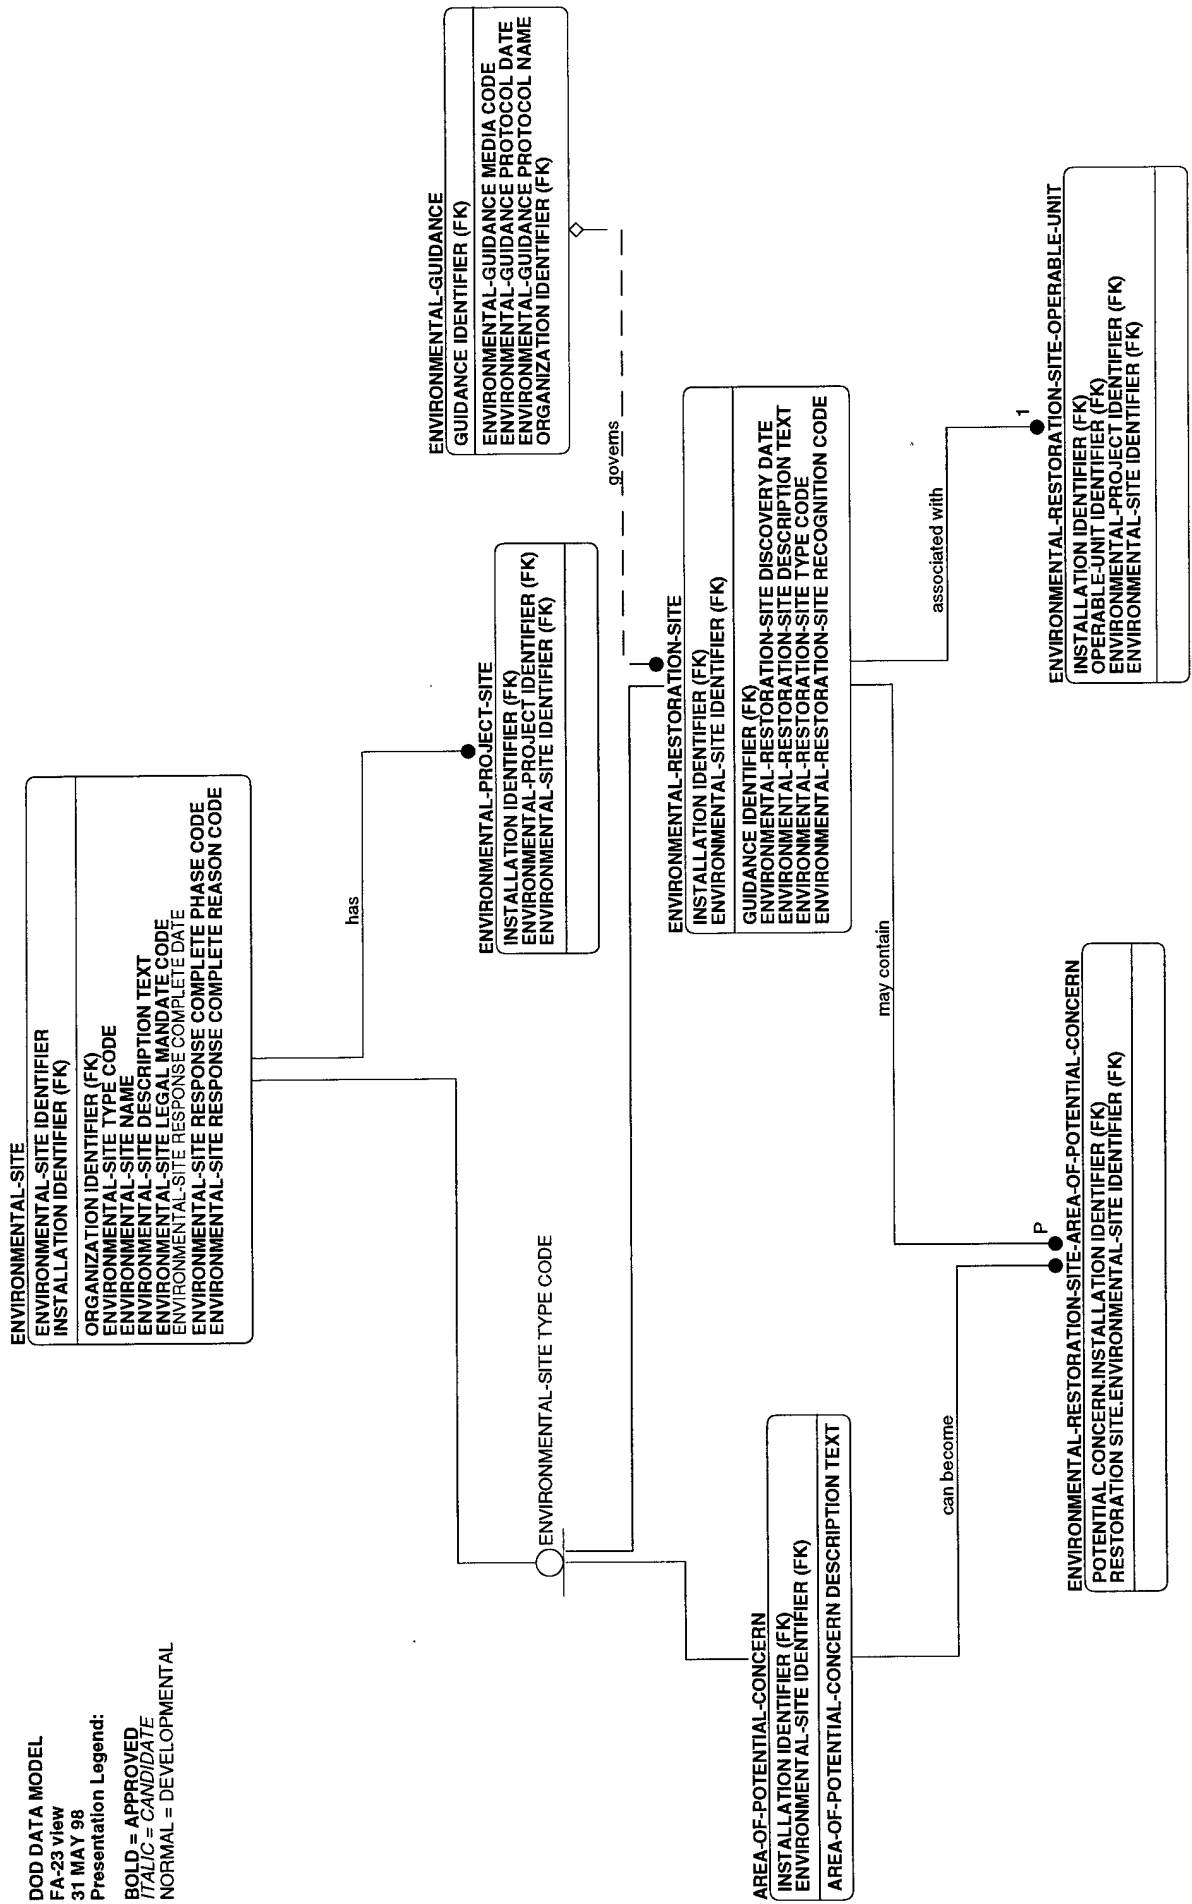 DOD DATA MODEL
FA-23 view
31 MAY 98
Presentation Legend:
BOLD = APPROVED
ITALIC = CANDIDATE
NORMAL = DEVELOPMENTAL
ENVIRONMENTAL-SITE
ENVIRONMENTAL-SITE IDENTIFIER
INSTALLATION IDENTIFIER (FK)
ORGANIZATION IDENTIFIER (FK)
ENVIRONMENTAL-SITE TYPE CODE
ENVIRONMENTAL-SITE NAME
ENVIRONMENTAL-SITE DESCRIPTION TEXT
ENVIRONMENTAL-SITE LEGAL MANDATE CODE
ENVIRONMENTAL-SITE RESPONSE COMPLETE DATE
ENVIRONMENTAL-SITE RESPONSE COMPLETE PHASE CODE
ENVIRONMENTAL-SITE RESPONSE COMPLETE REASON CODE
has
ENVIRONMENTAL-GUIDANCE
GUIDANCE IDENTIFIER (FK)
ENVIRONMENTAL-GUIDANCE MEDIA CODE
ENVIRONMENTAL-GUIDANCE PROTOCOL DATE
ENVIRONMENTAL-GUIDANCE PROTOCOL NAME
ORGANIZATION IDENTIFIER (FK)
ENVIRONMENTAL-PROJECT-SITE
INSTALLATION IDENTIFIER (FK)
ENVIRONMENTAL-PROJECT IDENTIFIER (FK)
ENVIRONMENTAL-SITE IDENTIFIER (FK)
ENVIRONMENTAL-SITE TYPE CODE
governs
ENVIRONMENTAL-RESTORATION-SITE
INSTALLATION IDENTIFIER (FK)
ENVIRONMENTAL-SITE IDENTIFIER (FK)
GUIDANCE IDENTIFIER (FK)
ENVIRONMENTAL-RESTORATION-SITE DISCOVERY DATE
ENVIRONMENTAL-RESTORATION-SITE DESCRIPTION TEXT
ENVIRONMENTAL-RESTORATION-SITE TYPE CODE
ENVIRONMENTAL-RESTORATION-SITE RECOGNITION CODE
AREA-OF-POTENTIAL-CONCERN
INSTALLATION IDENTIFIER (FK)
ENVIRONMENTAL-SITE IDENTIFIER (FK)
AREA-OF-POTENTIAL-CONCERN DESCRIPTION TEXT
can become
may contain
P
associated with
1
ENVIRONMENTAL-RESTORATION-SITE-AREA-OF-POTENTIAL-CONCERN
POTENTIAL CONCERN.INSTALLATION IDENTIFIER (FK)
RESTORATION SITE.ENVIRONMENTAL-SITE IDENTIFIER (FK)
ENVIRONMENTAL-RESTORATION-SITE-OPERABLE-UNIT
INSTALLATION IDENTIFIER (FK)
OPERABLE-UNIT IDENTIFIER (FK)
ENVIRONMENTAL-PROJECT IDENTIFIER (FK)
ENVIRONMENTAL-SITE IDENTIFIER (FK)